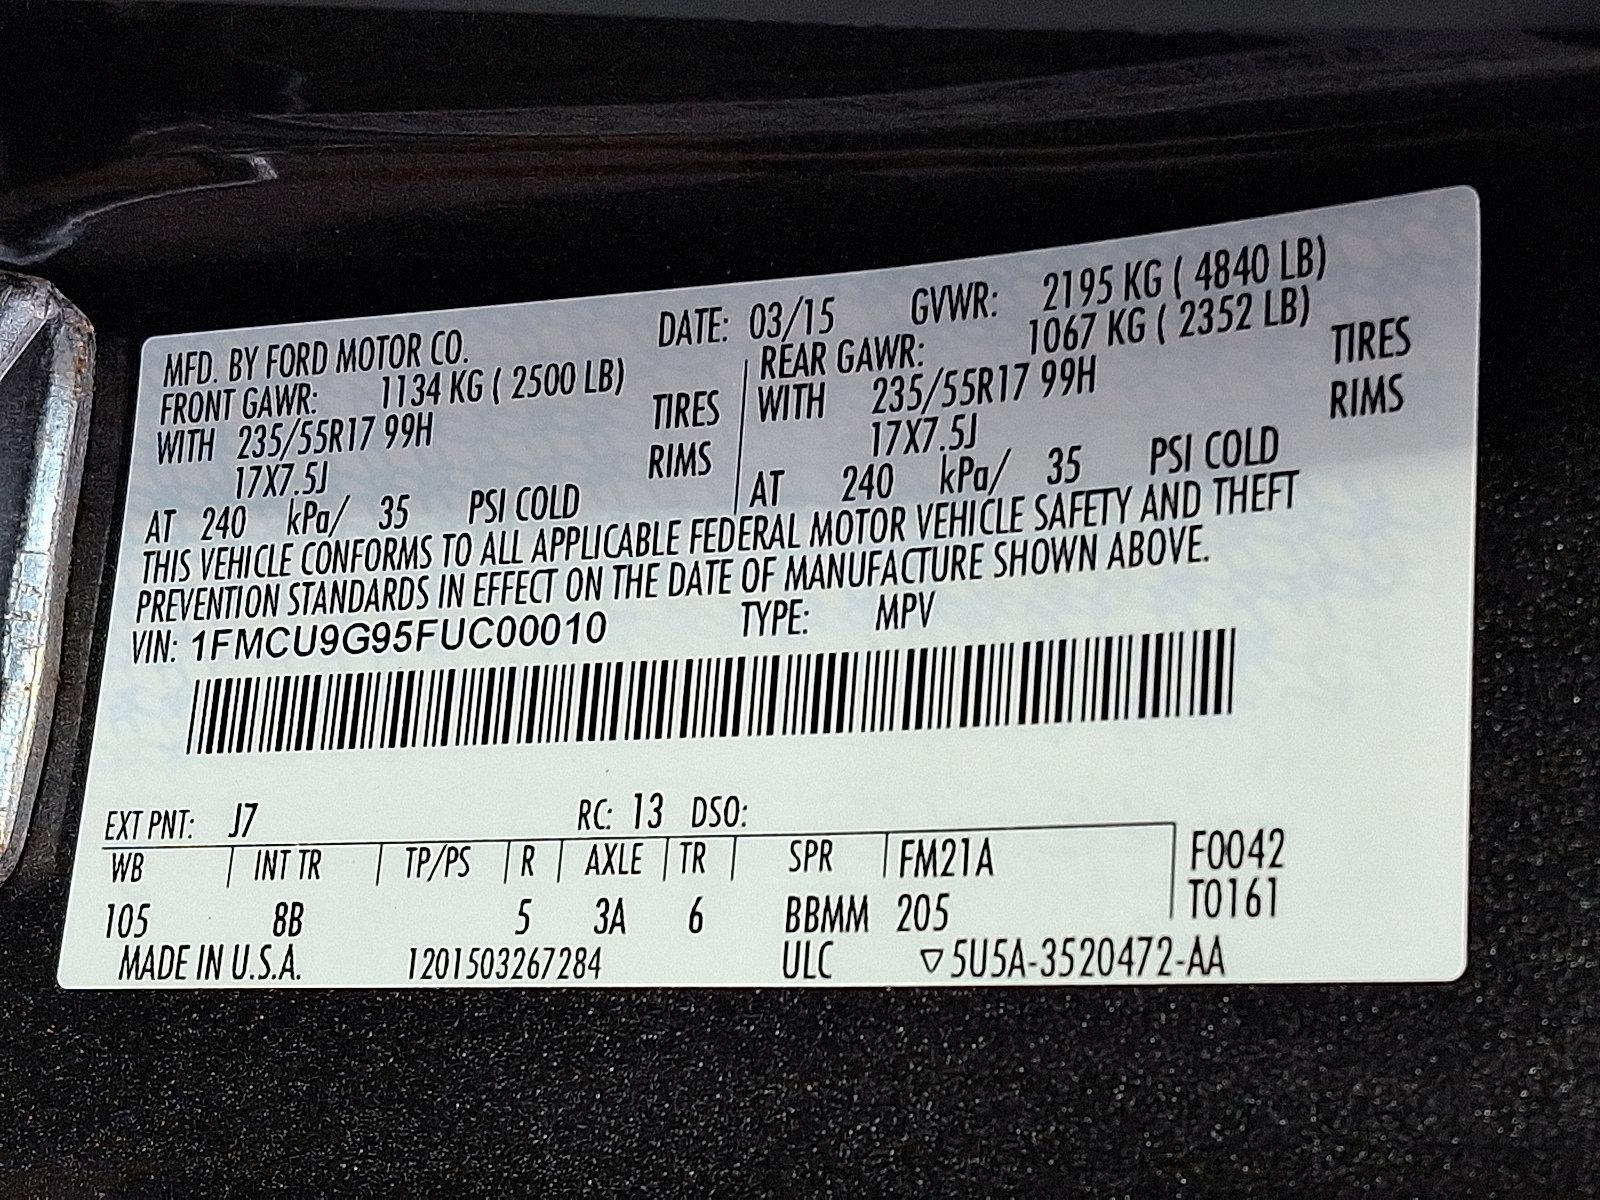 MFD. BY FORD MOTOR CO. DATE: 03/15 GVWR: 2195 KG ( 4840 LB)
FRONT GAWR: 1134 KG ( 2500 LB) REAR GAWR: 1067 KG ( 2352 LB)
WITH 235/55R17 99H TIRES WITH 235/55R17 99H TIRES
17X7.5J RIMS 17X7.5J RIMS
AT 240 kPa/ 35 PSI COLD AT 240 kPa/ 35 PSI COLD
THIS VEHICLE CONFORMS TO ALL APPLICABLE FEDERAL MOTOR VEHICLE SAFETY AND THEFT
PREVENTION STANDARDS IN EFFECT ON THE DATE OF MANUFACTURE SHOWN ABOVE.
VIN: 1FMCU9G95FUC00010 TYPE: MPV
EXT PNT: J7 RC: 13 DSO:
WB INT TR TP/PS R AXLE TR SPR FM21A F0042
105 8B 5 3A 6 BBMM 205 T0161
MADE IN U.S.A. 1201503267284 ULC ▽5U5A-3520472-AA